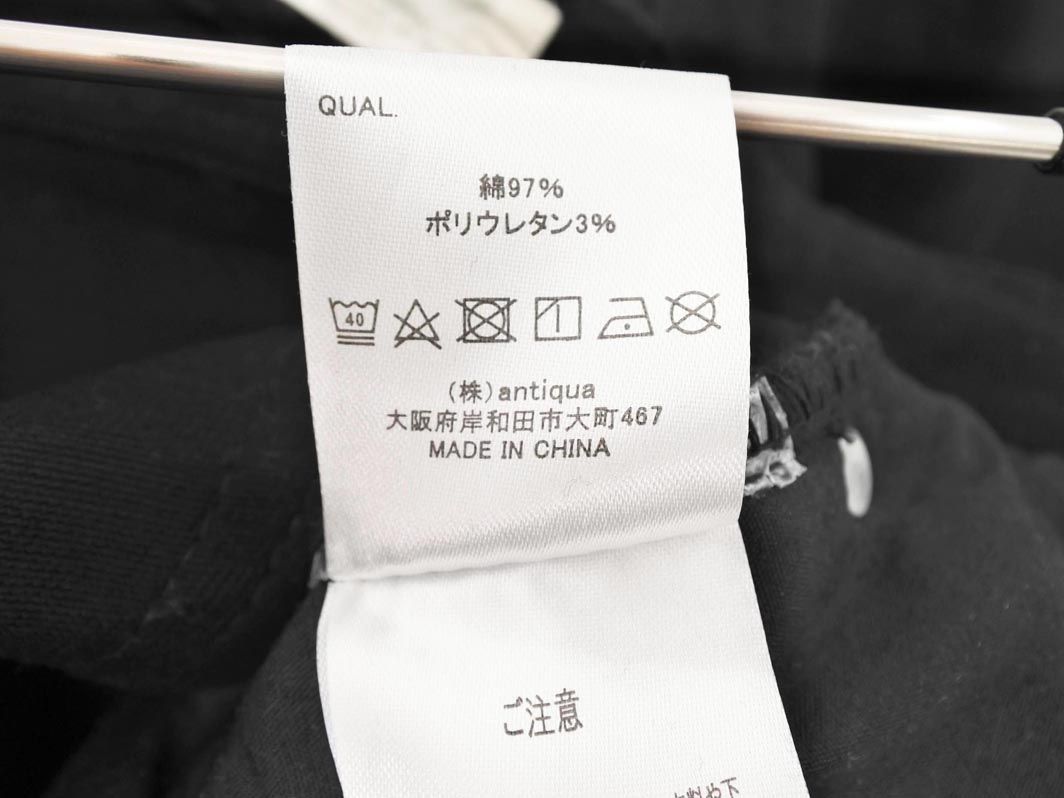 QUAL.
綿97%
ポリウレタン3%
40
(株)antiqua
大阪府岸和田市大町467
MADE IN CHINA
ご注意